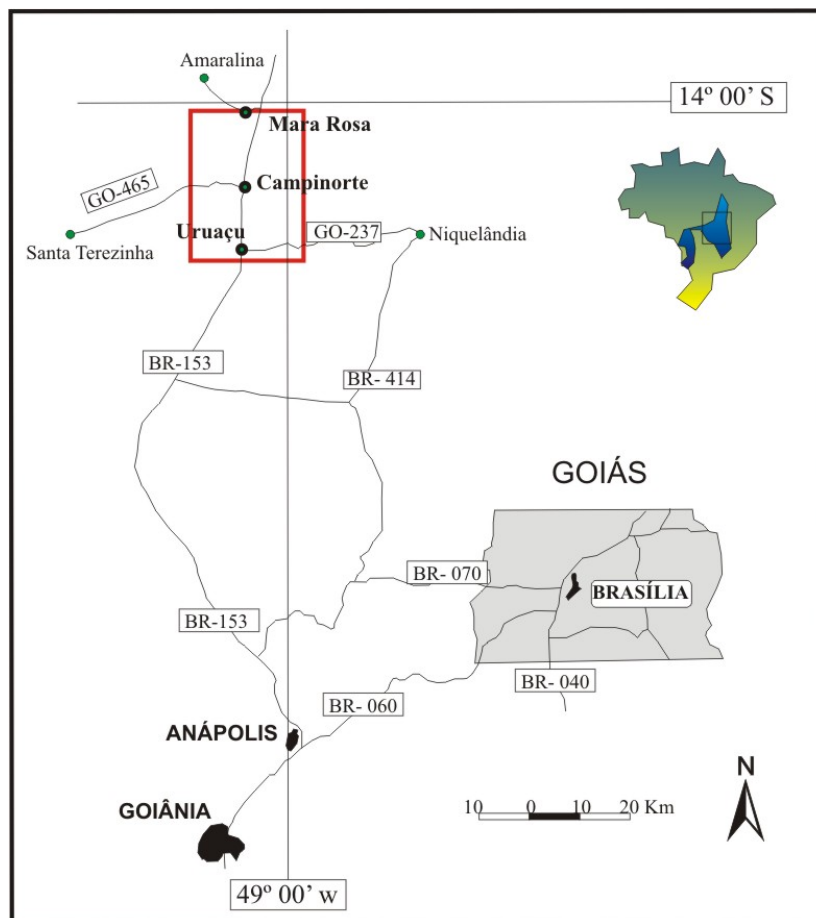 Amaralina
14º 00' S
Mara Rosa
GO-465
Campinorte
Uruaçu
GO-237
Niquelândia
Santa Terezinha
BR-153
BR- 414
GOIÁS
BR- 070
BRASÍLIA
BR-153
BR- 040
BR- 060
ANÁPOLIS
N
10 0 10 20 Km
GOIÂNIA
49º 00' w